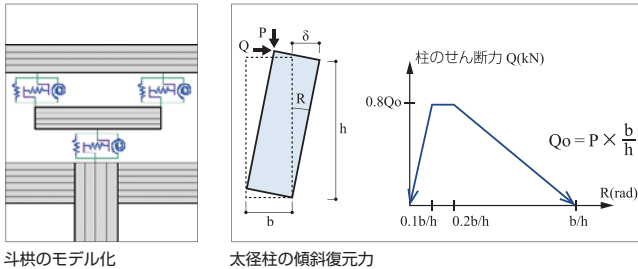 P
δ
Q
R
h
b
柱のせん断力 Q(kN)
0.8Qo
Qo = P × b/h
R(rad)
0.1b/h
0.2b/h
b/h
斗栱のモデル化
太径柱の傾斜復元力